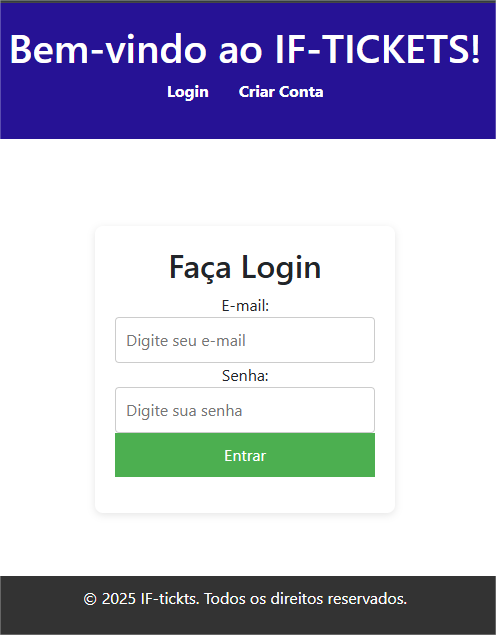 Bem-vindo ao IF-TICKETS!
Login Criar Conta
Faça Login
E-mail:
Digite seu e-mail
Senha:
Digite sua senha
Entrar
© 2025 IF-tickts. Todos os direitos reservados.